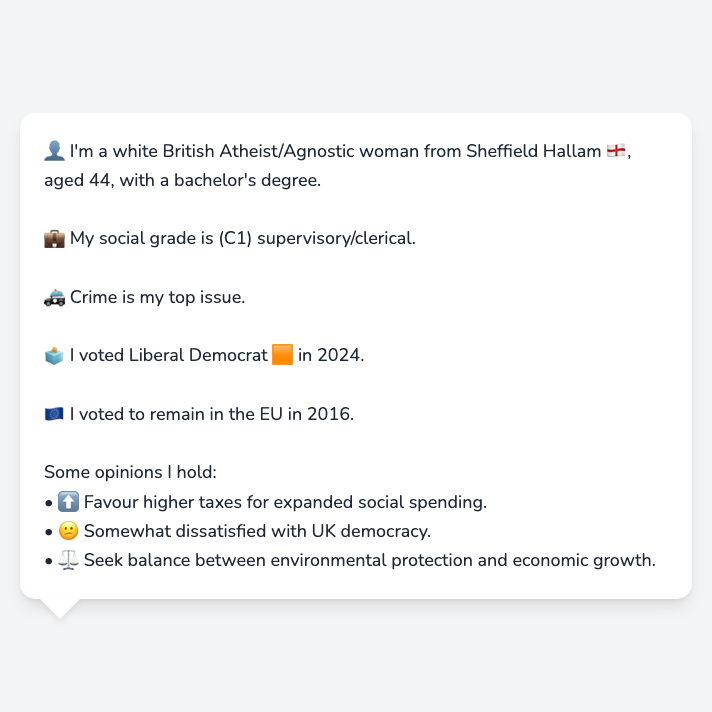 👤 I'm a white British Atheist/Agnostic woman from Sheffield Hallam 🏴󠁧󠁢󠁥󠁮󠁧󠁿,
aged 44, with a bachelor's degree.
💼 My social grade is (C1) supervisory/clerical.
🚓 Crime is my top issue.
🗳️ I voted Liberal Democrat 🟧 in 2024.
🇪🇺 I voted to remain in the EU in 2016.
Some opinions I hold:
• ⬆️ Favour higher taxes for expanded social spending.
• 🙁 Somewhat dissatisfied with UK democracy.
• ⚖️ Seek balance between environmental protection and economic growth.